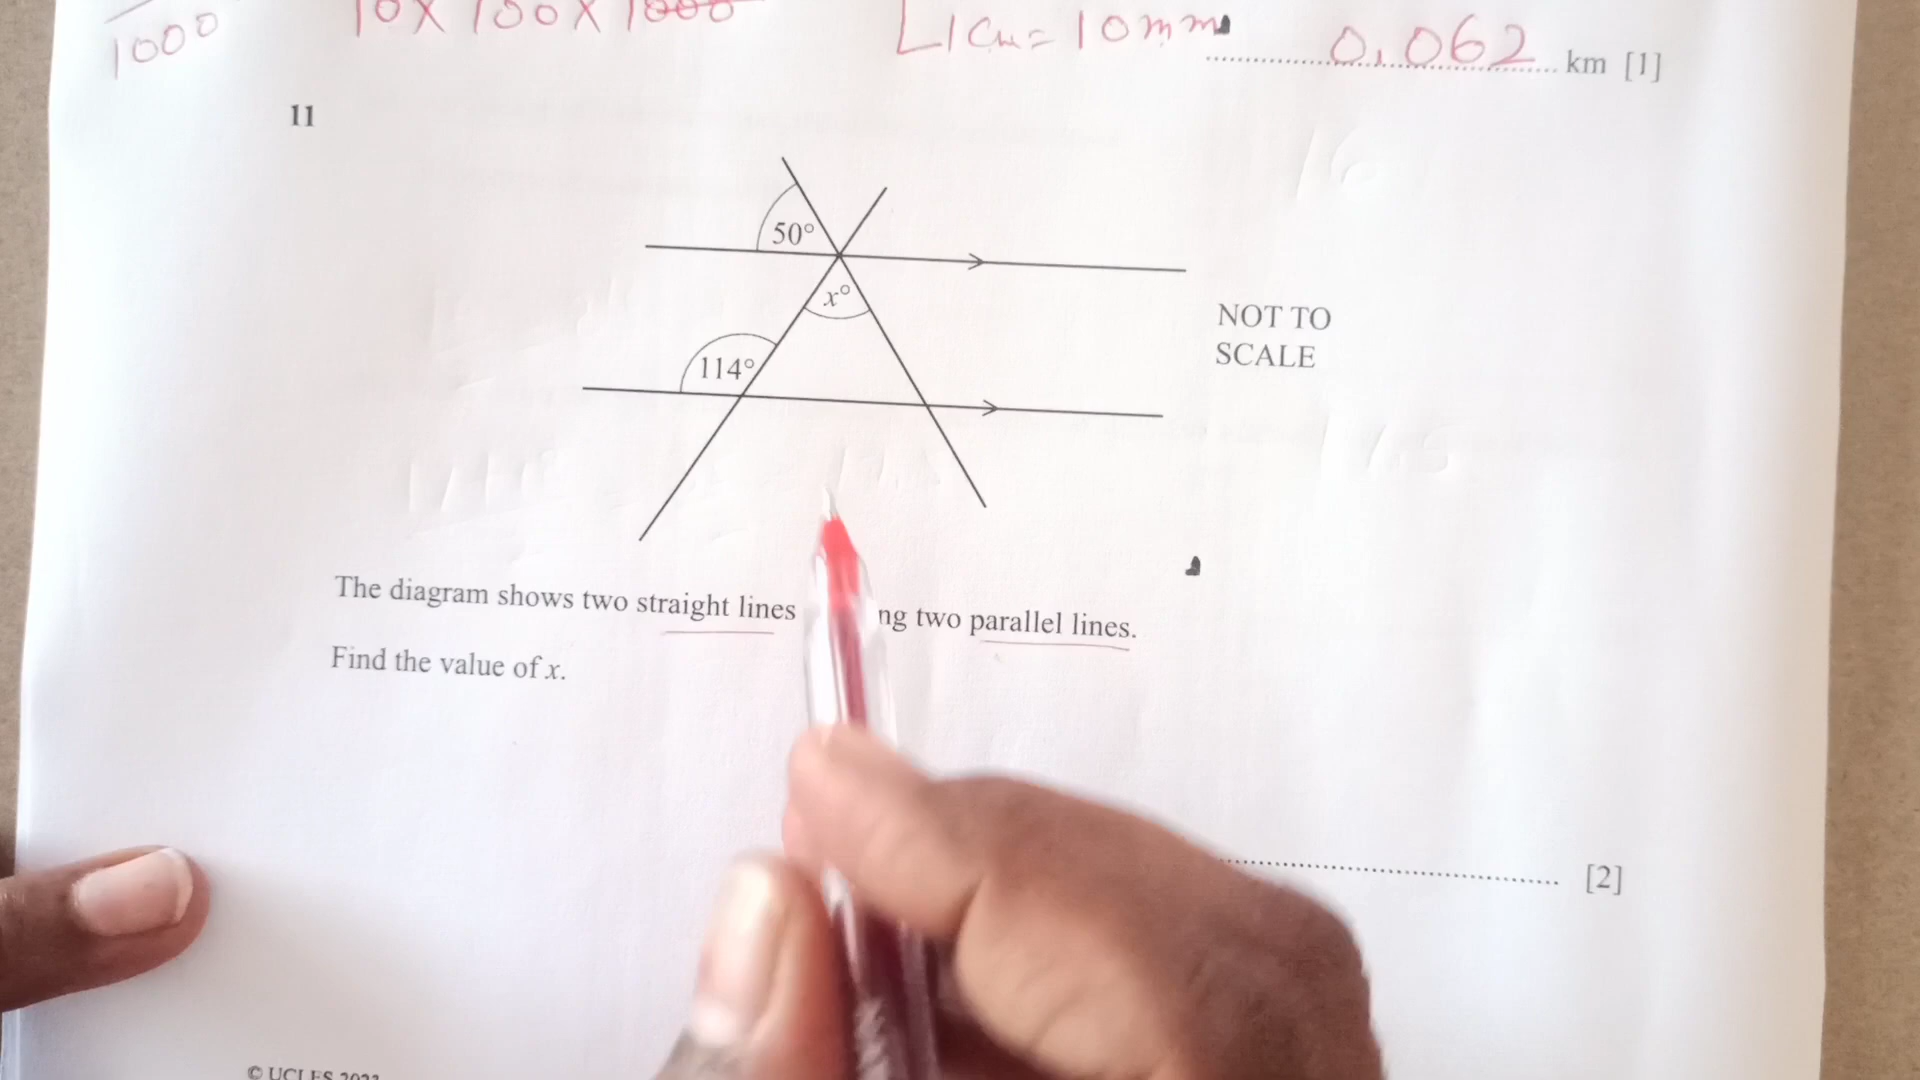 1000
10 x 100 x 1000
1cm = 10mm
0.062 km [1]
11
50°
x°
114°
NOT TO
SCALE
The diagram shows two straight lines ng two parallel lines.
Find the value of x.
[2]
© UCLES